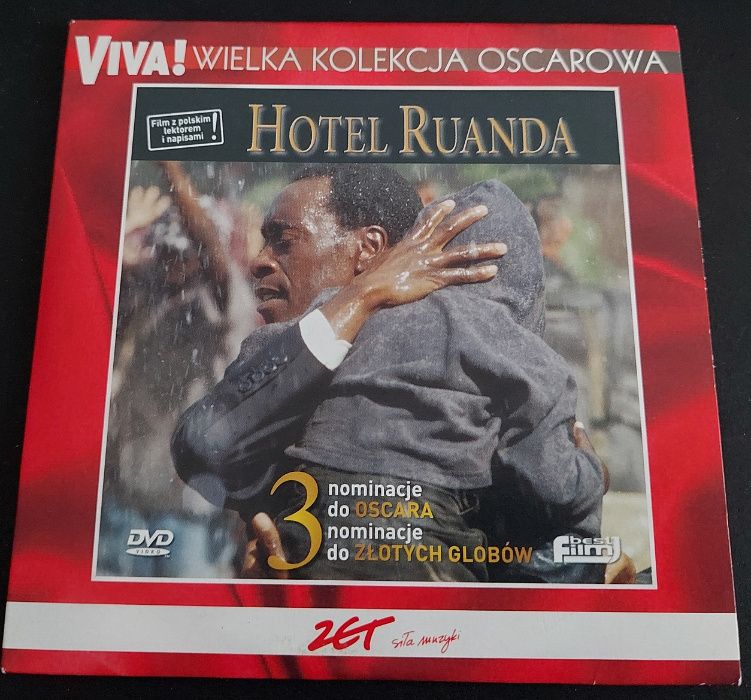 VIVA! WIELKA KOLEKCJA OSCAROWA
Film z polskim
lektorem
i napisami!
HOTEL RUANDA
3 nominacje
do OSCARA
nominacje
do ZŁOTYCH GLOBÓW
DVD
VIDEO
best
film
ZET siła muzyki